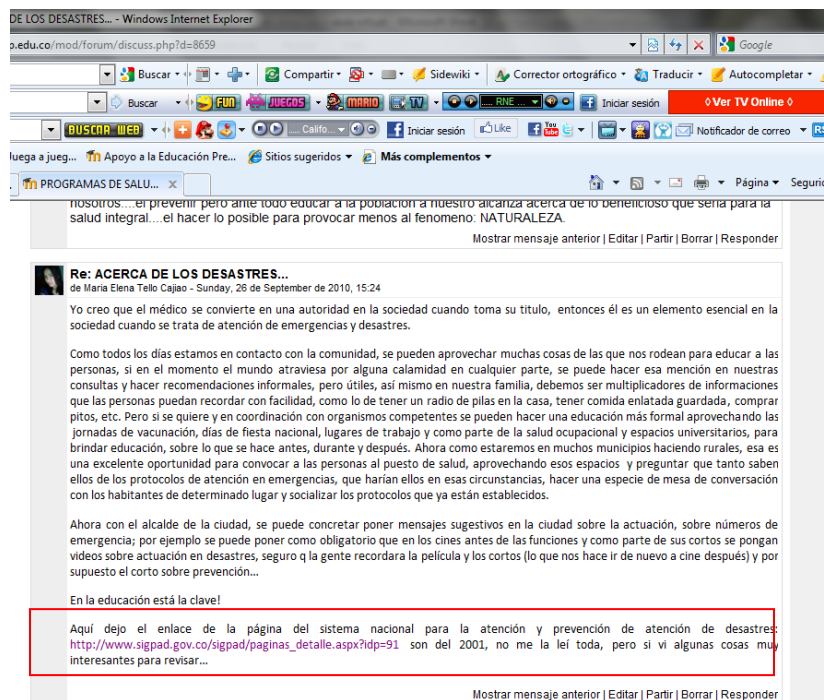 DE LOS DESASTRES... - Windows Internet Explorer
o.edu.co/mod/forum/discuss.php?d=8659
Google
Buscar
Compartir
Sidewiki
Corrector ortográfico
Traducir
Autocompletar
Buscar
FUN
JUEGOS
MARIO
TV
.... RNE ...
Iniciar sesión
◊ Ver TV Online ◊
BUSCAR WEB
.... Califo...
Iniciar sesión
Like
You Tube
Notificador de correo
RS
Juega a jueg...
Apoyo a la Educación Pre...
Sitios sugeridos
Más complementos
PROGRAMAS DE SALU... x
Página
Segurid
nosotros....el prevenir pero ante todo educar a la población a nuestro alcanza acerca de lo beneficioso que seria para la
salud integral....el hacer lo posible para provocar menos al fenomeno: NATURALEZA.
Mostrar mensaje anterior | Editar | Partir | Borrar | Responder
Re: ACERCA DE LOS DESASTRES...
de Maria Elena Tello Cajiao - Sunday, 26 de September de 2010, 15:24
Yo creo que el médico se convierte en una autoridad en la sociedad cuando toma su titulo, entonces él es un elemento esencial en la
sociedad cuando se trata de atención de emergencias y desastres.
Como todos los días estamos en contacto con la comunidad, se pueden aprovechar muchas cosas de las que nos rodean para educar a las
personas, si en el momento el mundo atraviesa por alguna calamidad en cualquier parte, se puede hacer esa mención en nuestras
consultas y hacer recomendaciones informales, pero útiles, así mismo en nuestra familia, debemos ser multiplicadores de informaciones
que las personas puedan recordar con facilidad, como lo de tener un radio de pilas en la casa, tener comida enlatada guardada, comprar
pitos, etc. Pero si se quiere y en coordinación con organismos competentes se pueden hacer una educación más formal aprovechando las
jornadas de vacunación, días de fiesta nacional, lugares de trabajo y como parte de la salud ocupacional y espacios universitarios, para
brindar educación, sobre lo que se hace antes, durante y después. Ahora como estaremos en muchos municipios haciendo rurales, esa es
una excelente oportunidad para convocar a las personas al puesto de salud, aprovechando esos espacios y preguntar que tanto saben
ellos de los protocolos de atención en emergencias, que harían ellos en esas circunstancias, hacer una especie de mesa de conversación
con los habitantes de determinado lugar y socializar los protocolos que ya están establecidos.
Ahora con el alcalde de la ciudad, se puede concretar poner mensajes sugestivos en la ciudad sobre la actuación, sobre números de
emergencia; por ejemplo se puede poner como obligatorio que en los cines antes de las funciones y como parte de sus cortos se pongan
videos sobre actuación en desastres, seguro q la gente recordara la película y los cortos (lo que nos hace ir de nuevo a cine después) y por
supuesto el corto sobre prevención...
En la educación está la clave!
Aquí dejo el enlace de la página del sistema nacional para la atención y prevención de atención de desastres:
http://www.sigpad.gov.co/sigpad/paginas_detalle.aspx?idp=91 son del 2001, no me la leí toda, pero si vi algunas cosas muy
interesantes para revisar...
Mostrar mensaje anterior | Editar | Partir | Borrar | Responder